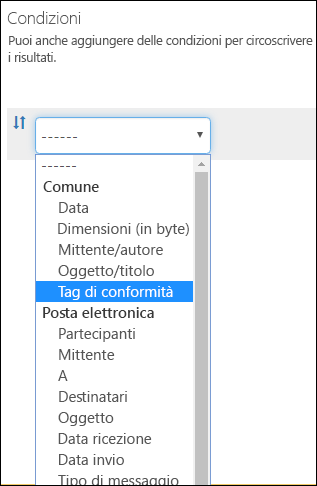 Condizioni
Puoi anche aggiungere delle condizioni per circoscrivere
i risultati.
------
------
Comune
Data
Dimensioni (in byte)
Mittente/autore
Oggetto/titolo
Tag di conformità
Posta elettronica
Partecipanti
Mittente
A
Destinatari
Oggetto
Data ricezione
Data invio
Tipo di messaggio